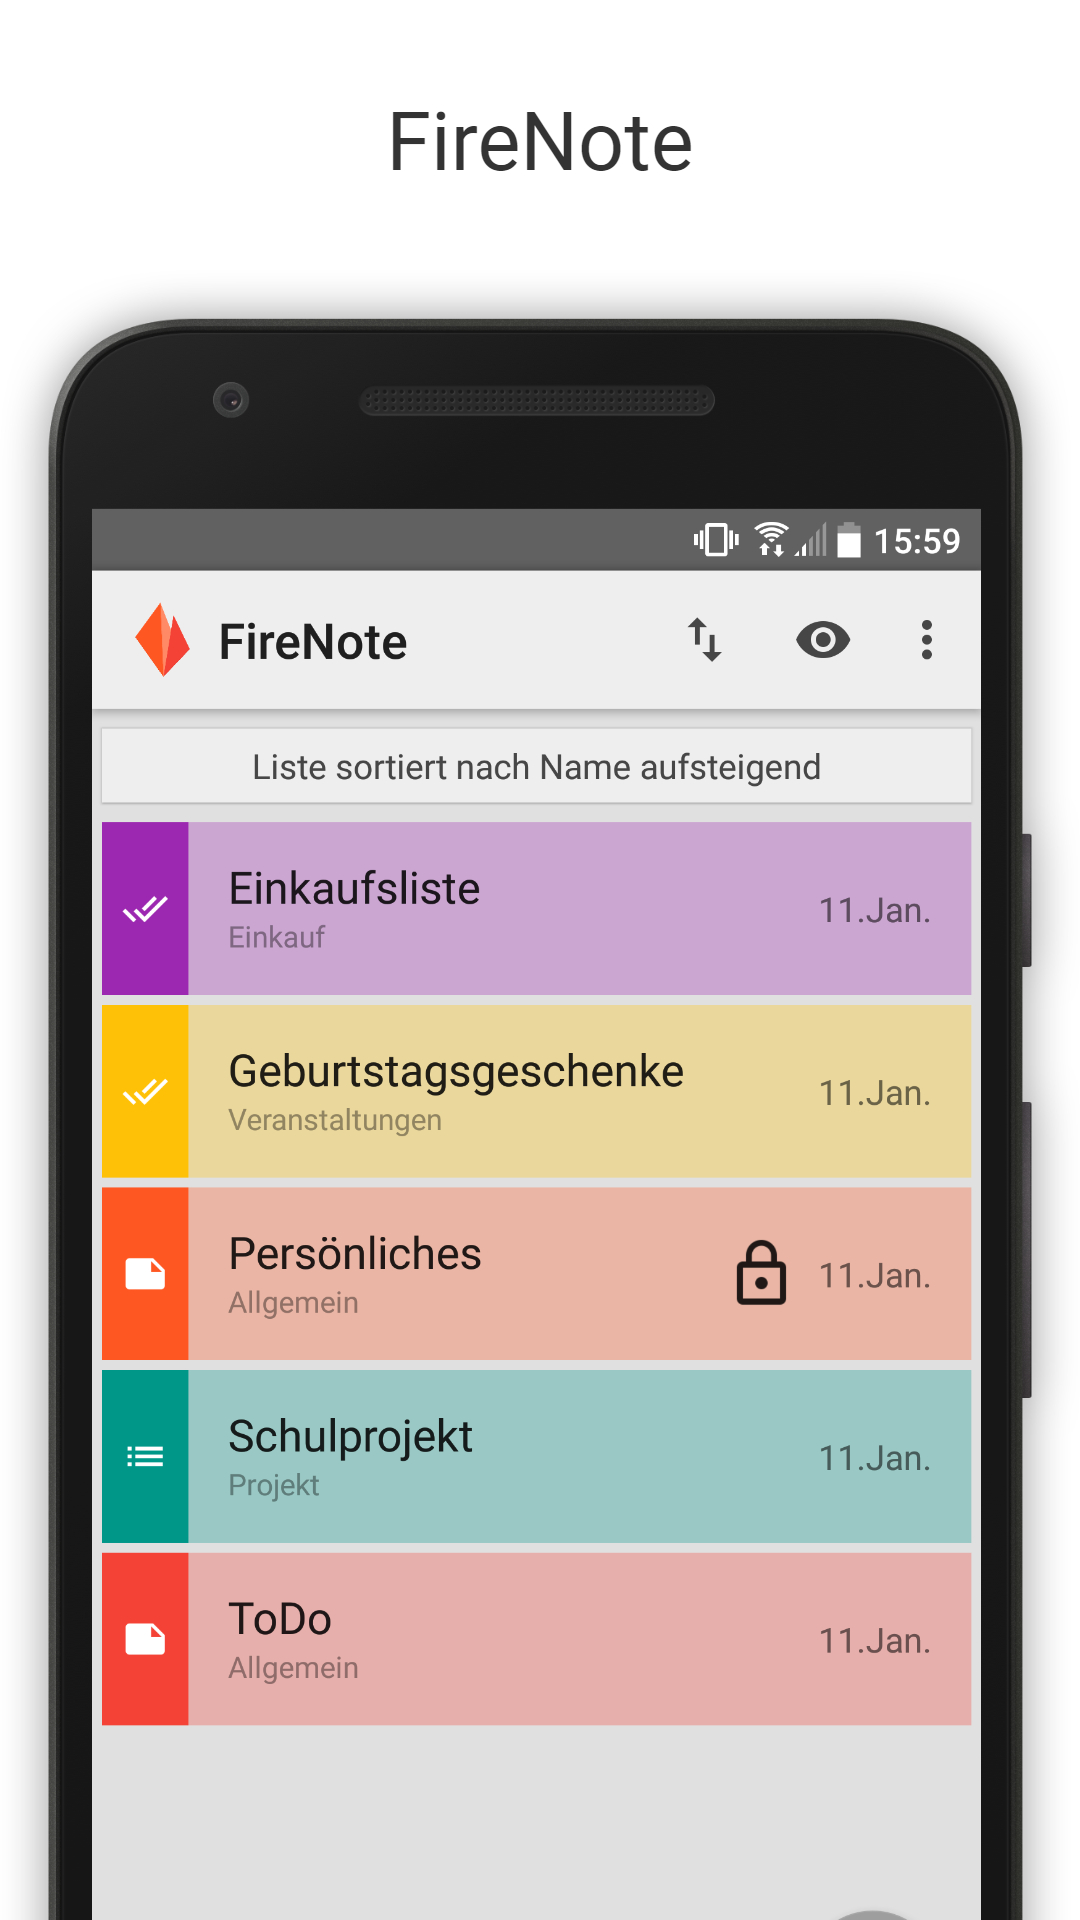 FireNote
15:59
FireNote
Liste sortiert nach Name aufsteigend
Einkaufsliste
Einkauf
11.Jan.
Geburtstagsgeschenke
Veranstaltungen
11.Jan.
Persönliches
Allgemein
11.Jan.
Schulprojekt
Projekt
11.Jan.
ToDo
Allgemein
11.Jan.